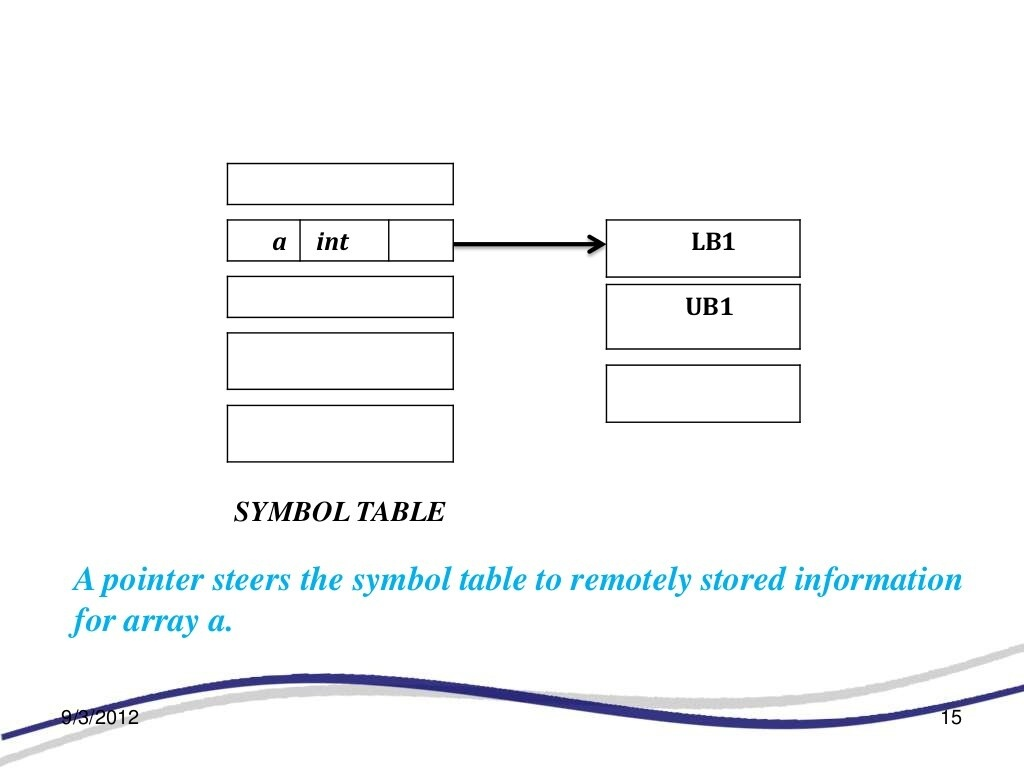 a int
LB1
UB1
SYMBOL TABLE
A pointer steers the symbol table to remotely stored information
for array a.
9/3/2012
15